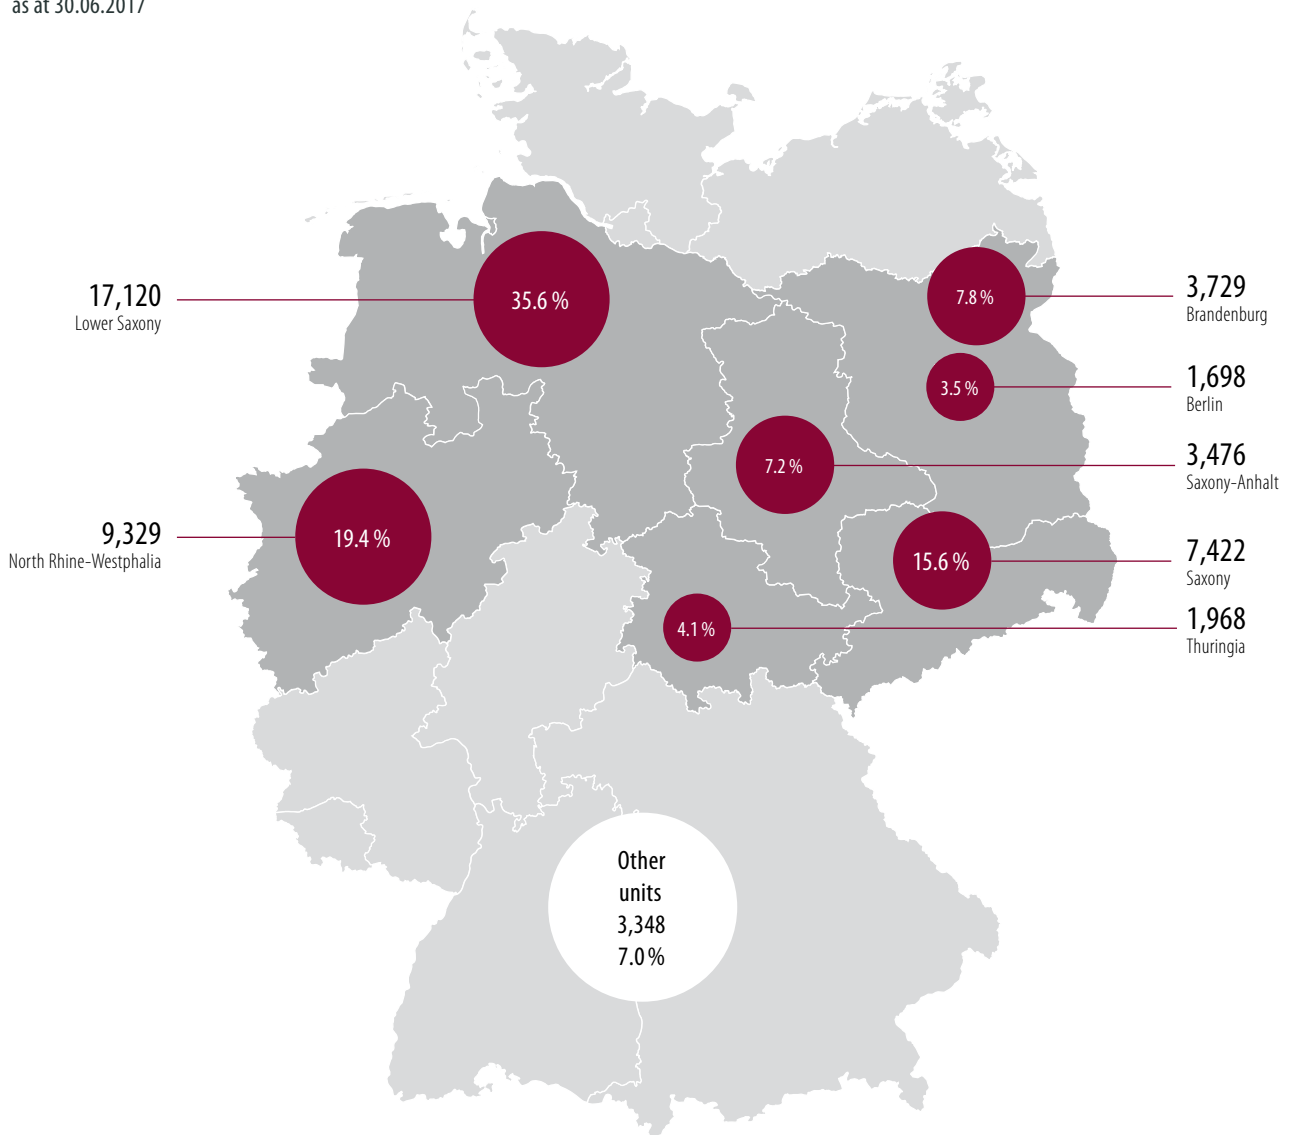 as at 30.06.2017
17,120
Lower Saxony
35.6 %
7.8 %
3,729
Brandenburg
3.5 %
1,698
Berlin
7.2 %
3,476
Saxony-Anhalt
9,329
North Rhine-Westphalia
19.4 %
15.6 %
7,422
Saxony
4.1 %
1,968
Thuringia
Other
units
3,348
7.0 %